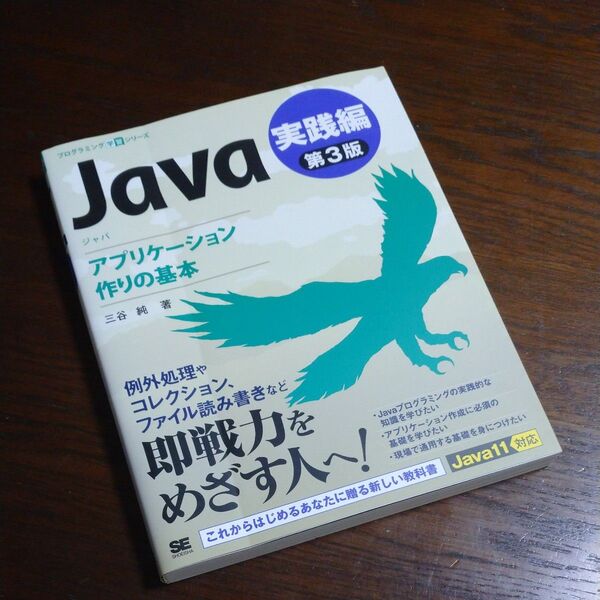 プログラミング学習シリーズ
Java
実践編
第3版
ジャバ
アプリケーション
作りの基本
三谷 純 著
例外処理や
コレクション、
ファイル読み書きなど
即戦力を
めざす人へ!
・Javaプログラミングの実践的な
知識を学びたい
・アプリケーション作成に必須の
基礎を学びたい
・現場で通用する基礎を身につけたい
これからはじめるあなたに贈る新しい教科書
Java11対応
SE
SHOEISHA